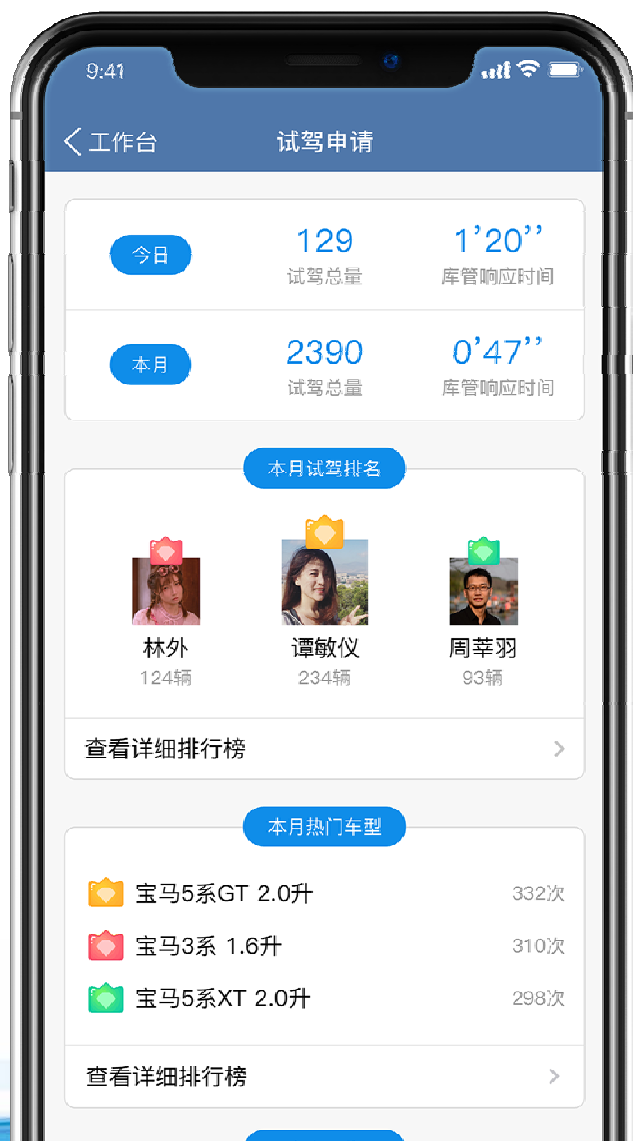 9:41
工作台
试驾申请
今日
129
1’20’’
试驾总量
库管响应时间
本月
2390
0’47’’
试驾总量
库管响应时间
本月试驾排名
林外
谭敏仪
周莘羽
124辆
234辆
93辆
查看详细排行榜
本月热门车型
宝马5系GT 2.0升
332次
宝马3系 1.6升
310次
宝马5系XT 2.0升
298次
查看详细排行榜